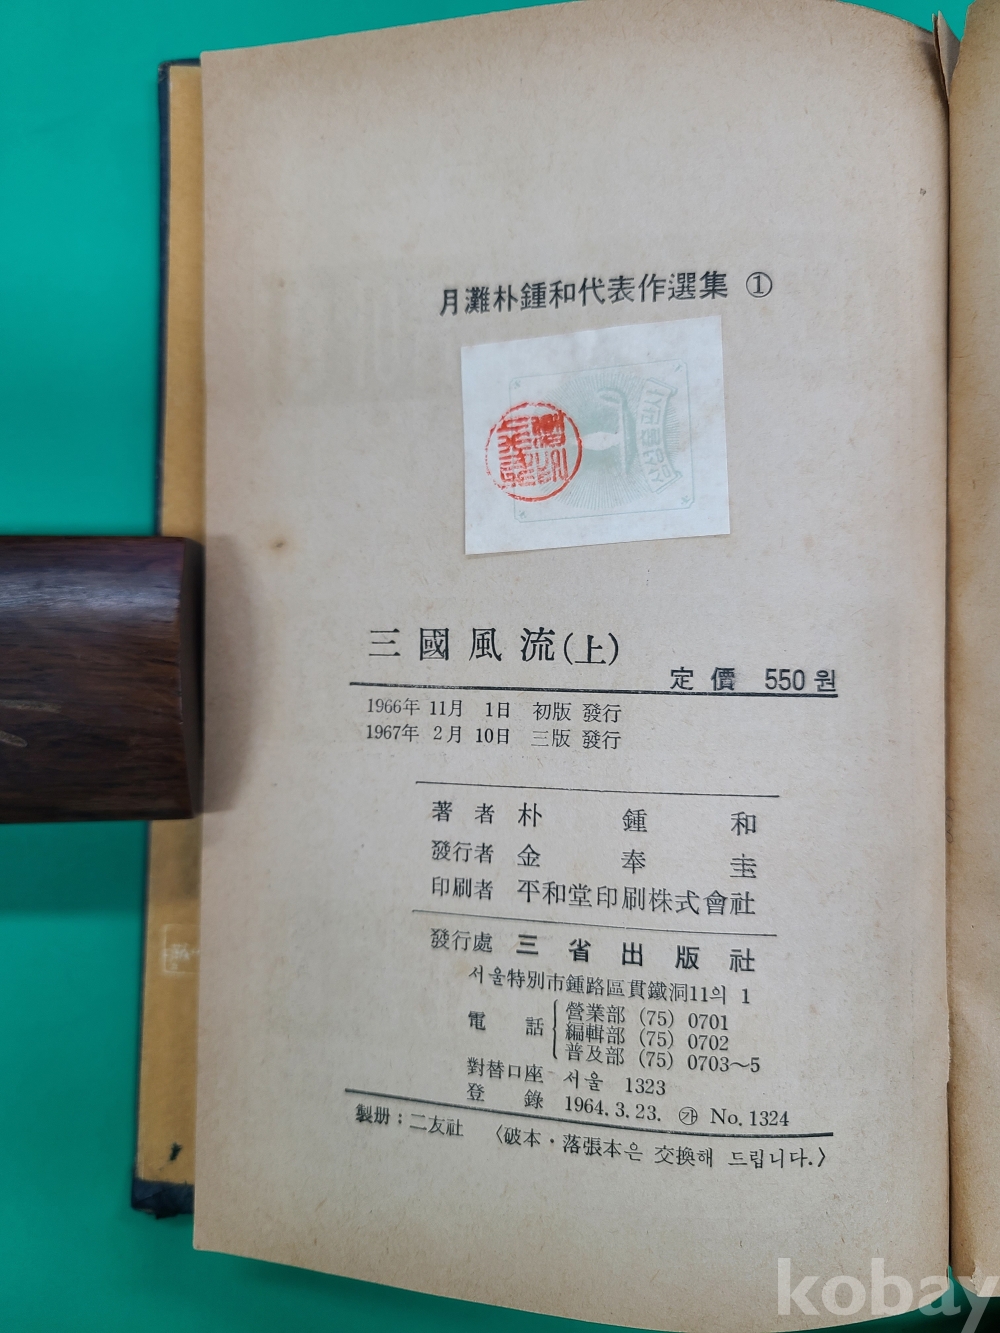 月灘朴鍾和代表作選集 ①
三國風流(上)
定價 550원
1966年 11月 1日 初版 發行
1967年 2月 10日 三版 發行
著者 朴鍾和
發行者 金奉圭
印刷者 平和堂印刷株式會社
發行處 三省出版社
서울特別市鍾路區貫鐵洞11의 1
電話 營業部 (75) 0701
編輯部 (75) 0702
普及部 (75) 0703~5
對替口座 서울 1323
登錄 1964.3.23. ㉮ No.1324
製册:二友社 〈破本·落張本은 交換해 드립니다.〉
kobay